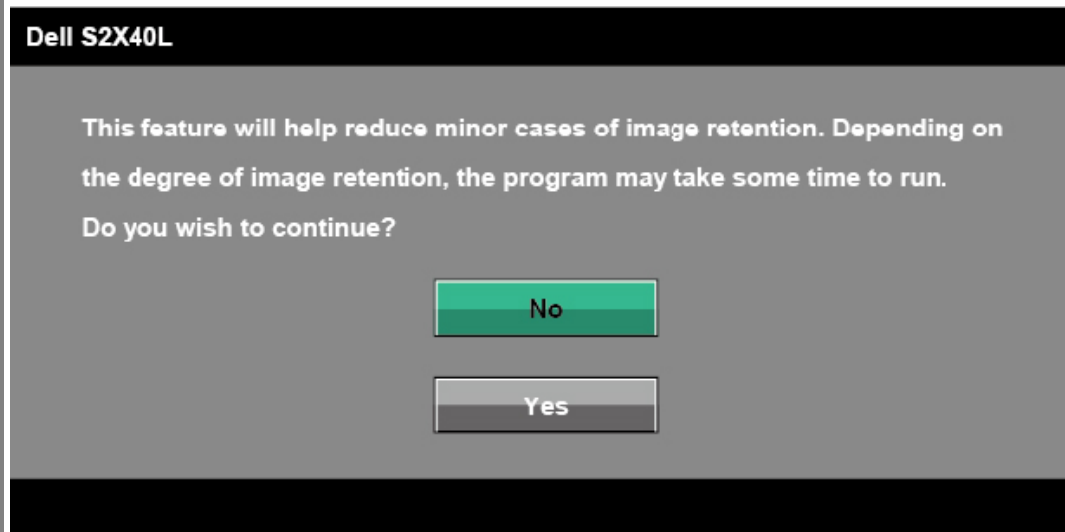 Dell S2X40L
This feature will help reduce minor cases of image retention. Depending on
the degree of image retention, the program may take some time to run.
Do you wish to continue?
No
Yes